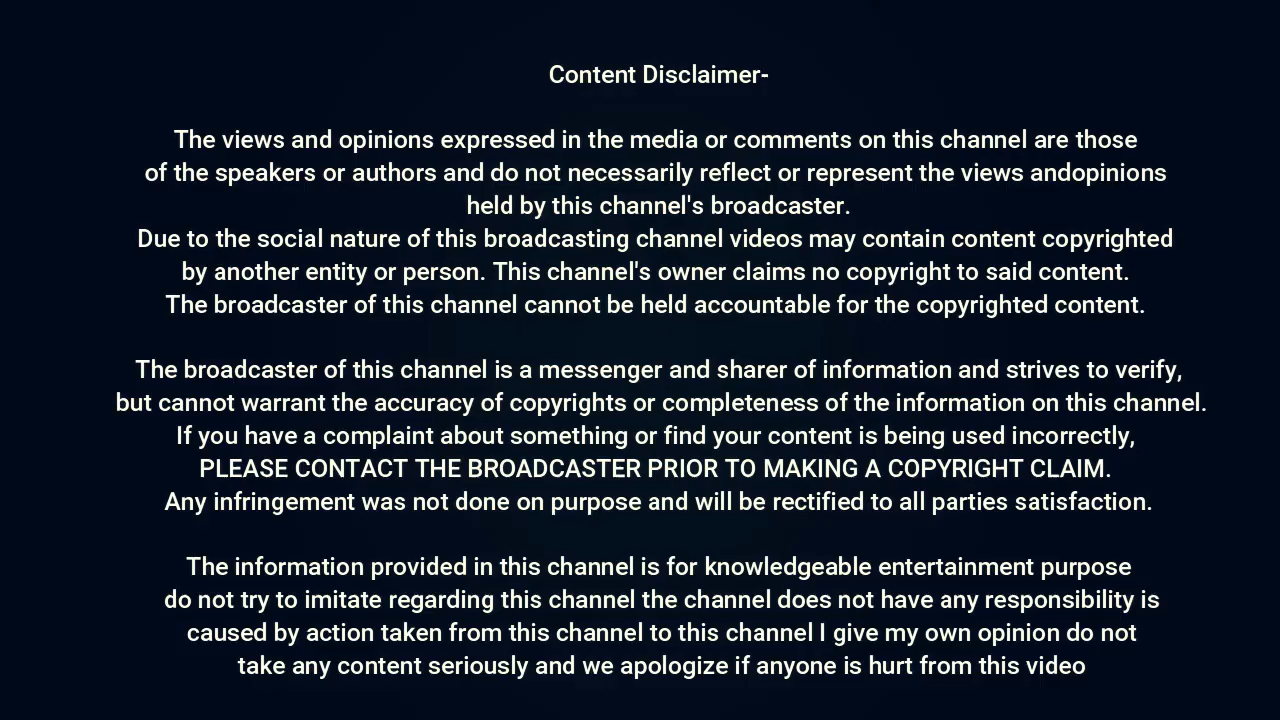 Content Disclaimer-
The views and opinions expressed in the media or comments on this channel are those
of the speakers or authors and do not necessarily reflect or represent the views andopinions
held by this channel's broadcaster.
Due to the social nature of this broadcasting channel videos may contain content copyrighted
by another entity or person. This channel's owner claims no copyright to said content.
The broadcaster of this channel cannot be held accountable for the copyrighted content.
The broadcaster of this channel is a messenger and sharer of information and strives to verify,
but cannot warrant the accuracy of copyrights or completeness of the information on this channel.
If you have a complaint about something or find your content is being used incorrectly,
PLEASE CONTACT THE BROADCASTER PRIOR TO MAKING A COPYRIGHT CLAIM.
Any infringement was not done on purpose and will be rectified to all parties satisfaction.
The information provided in this channel is for knowledgeable entertainment purpose
do not try to imitate regarding this channel the channel does not have any responsibility is
caused by action taken from this channel to this channel I give my own opinion do not
take any content seriously and we apologize if anyone is hurt from this video